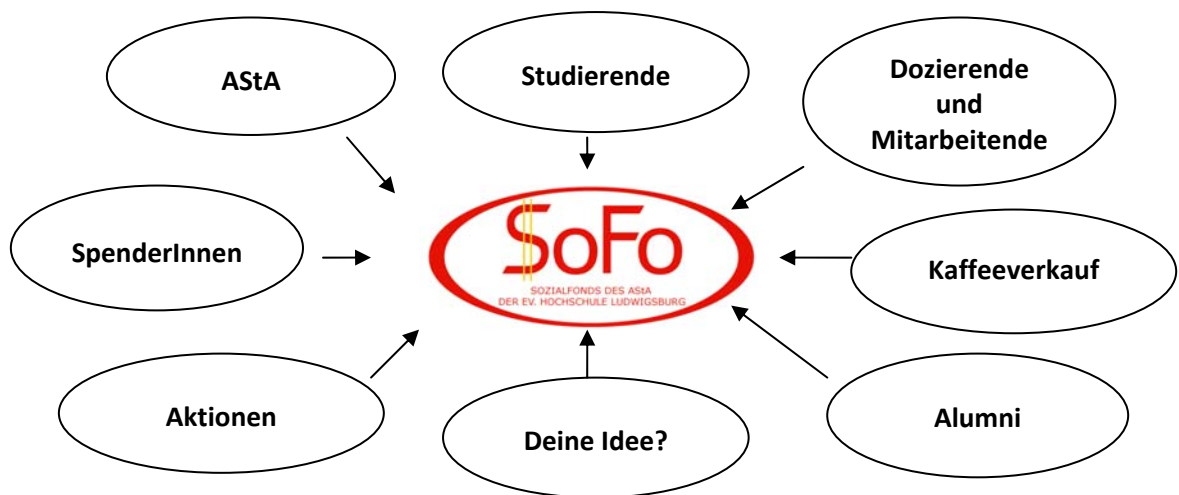 AStA
Studierende
Dozierende
und
Mitarbeitende
SpenderInnen
SoFo
SOZIALFONDS DES AStA
DER EV. HOCHSCHULE LUDWIGSBURG
Kaffeeverkauf
Aktionen
Deine Idee?
Alumni